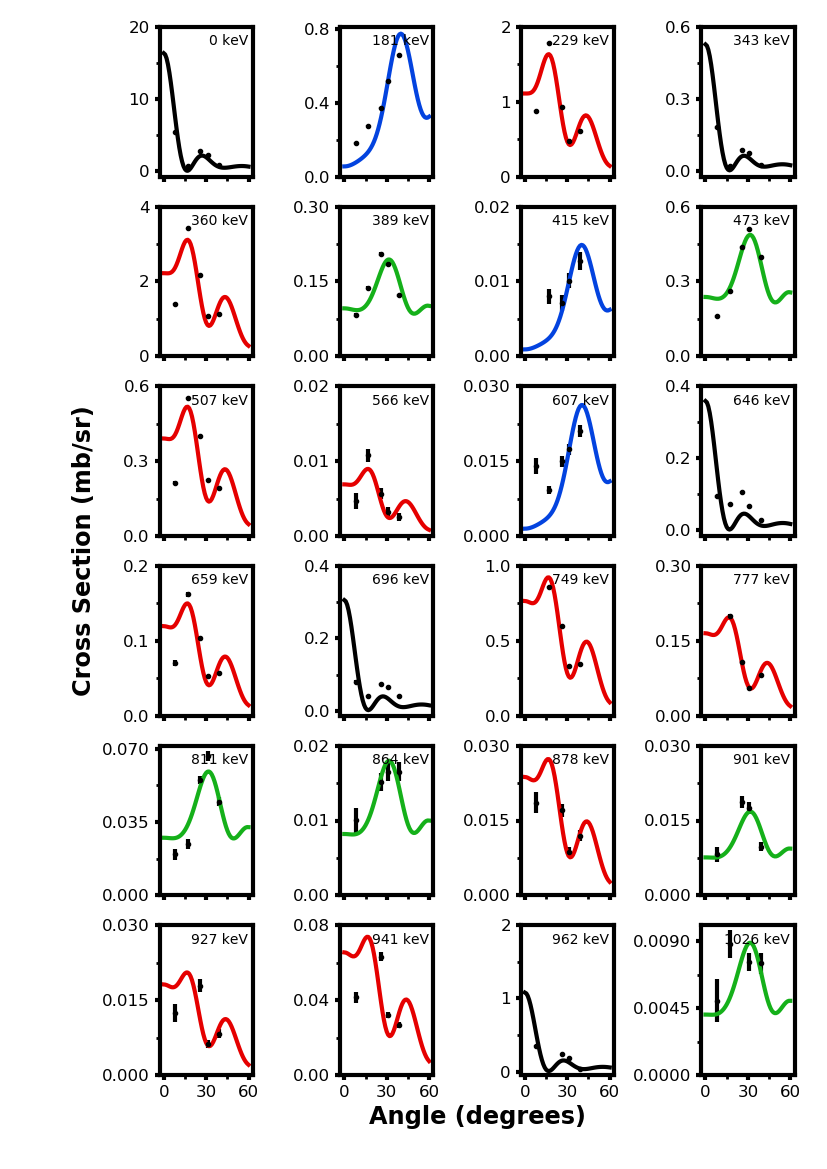 20 10 0 0 keV
0.8 0.4 0.0 181 keV
2 1 0 229 keV
0.6 0.3 0.0 343 keV
4 2 0 360 keV
0.30 0.15 0.00 389 keV
0.02 0.01 0.00 415 keV
0.6 0.3 0.0 473 keV
0.6 0.3 0.0 507 keV
0.02 0.01 0.00 566 keV
0.030 0.015 0.000 607 keV
0.4 0.2 0.0 646 keV
Cross Section (mb/sr)
0.2 0.1 0.0 659 keV
0.4 0.2 0.0 696 keV
1.0 0.5 0.0 749 keV
0.30 0.15 0.00 777 keV
0.070 0.035 0.000 811 keV
0.02 0.01 0.00 864 keV
0.030 0.015 0.000 878 keV
0.030 0.015 0.000 901 keV
0.030 0.015 0.000 927 keV
0.08 0.04 0.00 941 keV
2 1 0 962 keV
0.0090 0.0045 0.0000 1026 keV
0 30 60 0 30 60 0 30 60 0 30 60
Angle (degrees)